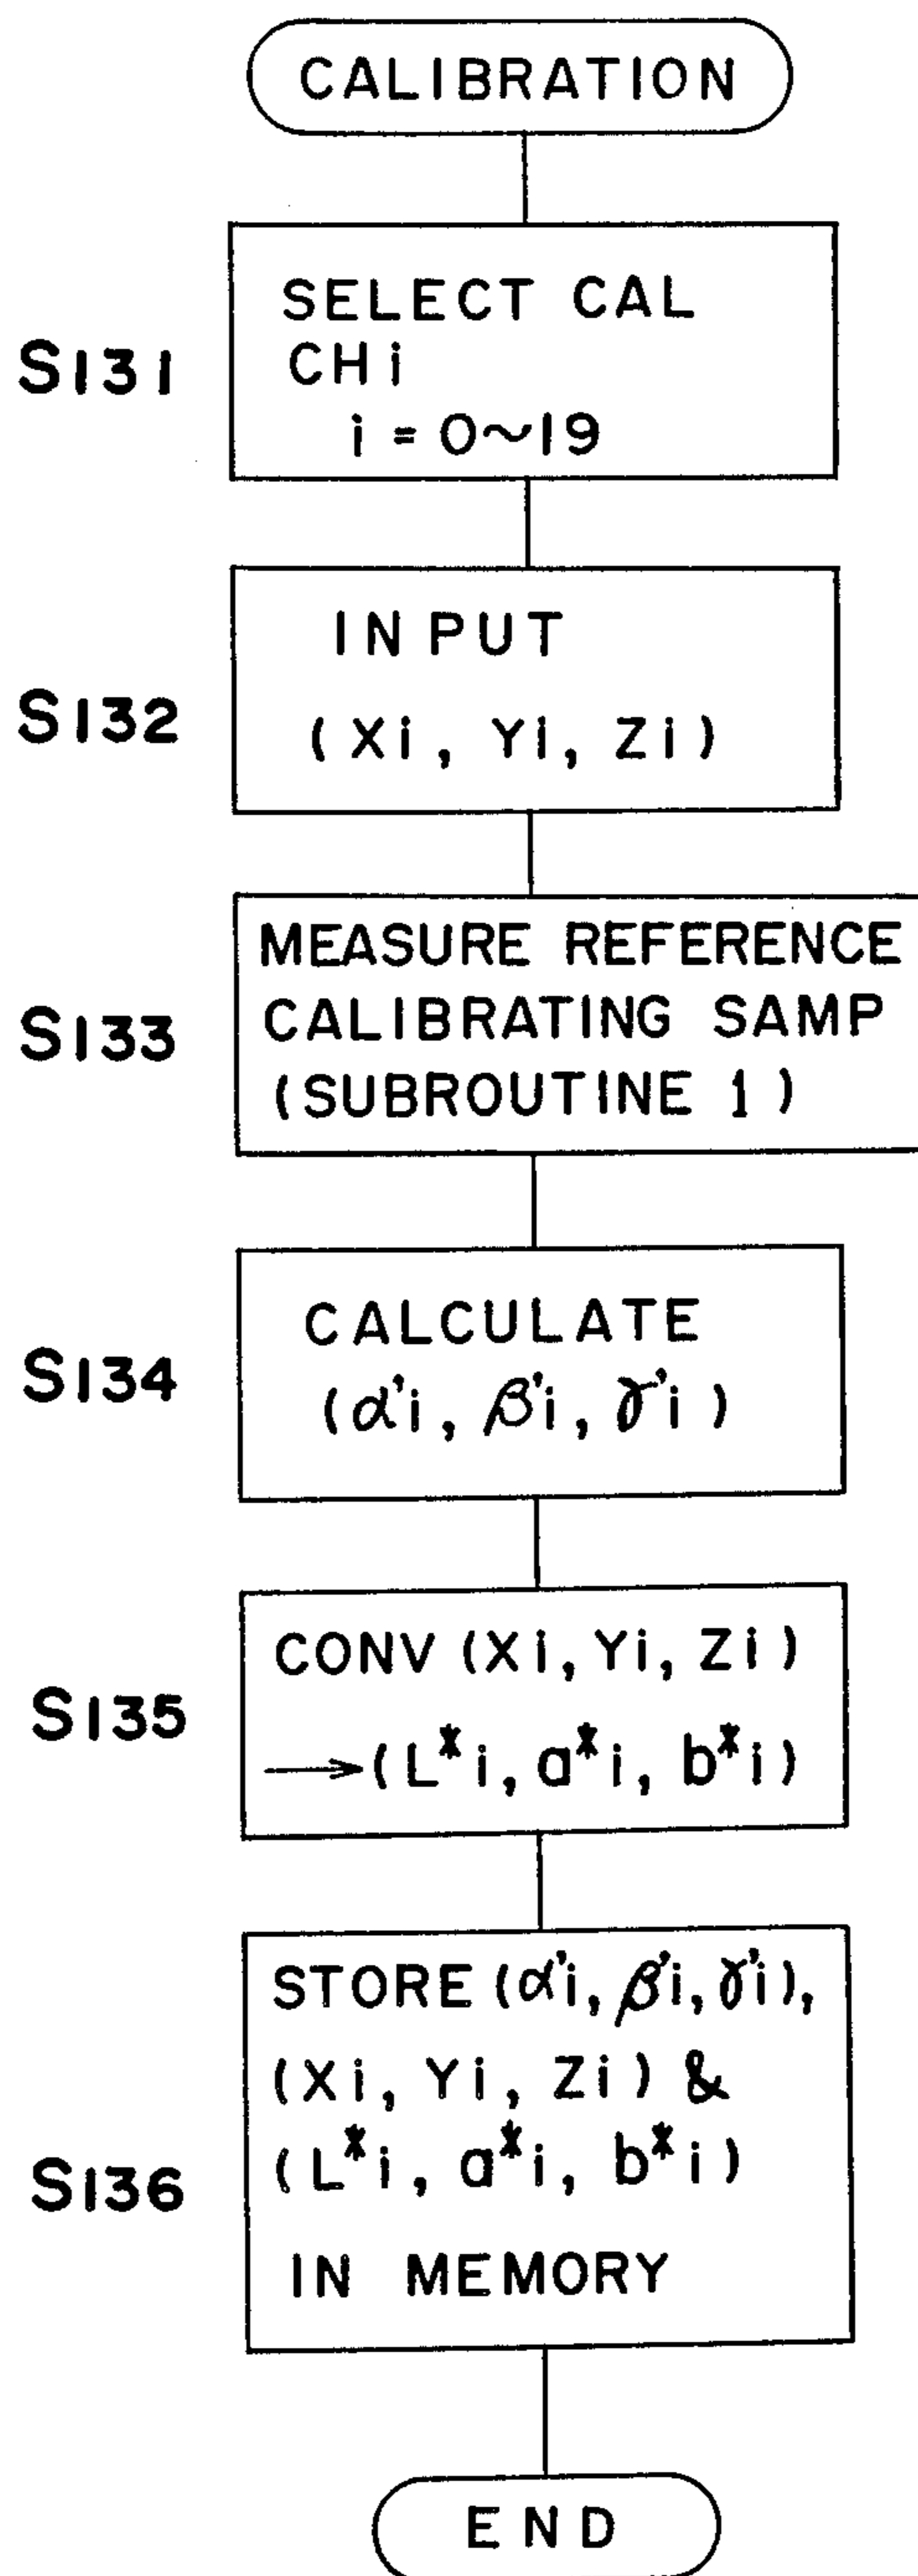 CALIBRATION
S131
SELECT CAL
CHi
i = 0~19
S132
INPUT
(Xi, Yi, Zi)
S133
MEASURE REFERENCE
CALIBRATING SAMP
(SUBROUTINE 1)
S134
CALCULATE
(α'i, β'i, γ'i)
S135
CONV (Xi, Yi, Zi)
→(L*i, a*i, b*i)
S136
STORE (α'i, β'i, γ'i),
(Xi, Yi, Zi) &
(L*i, a*i, b*i)
IN MEMORY
END